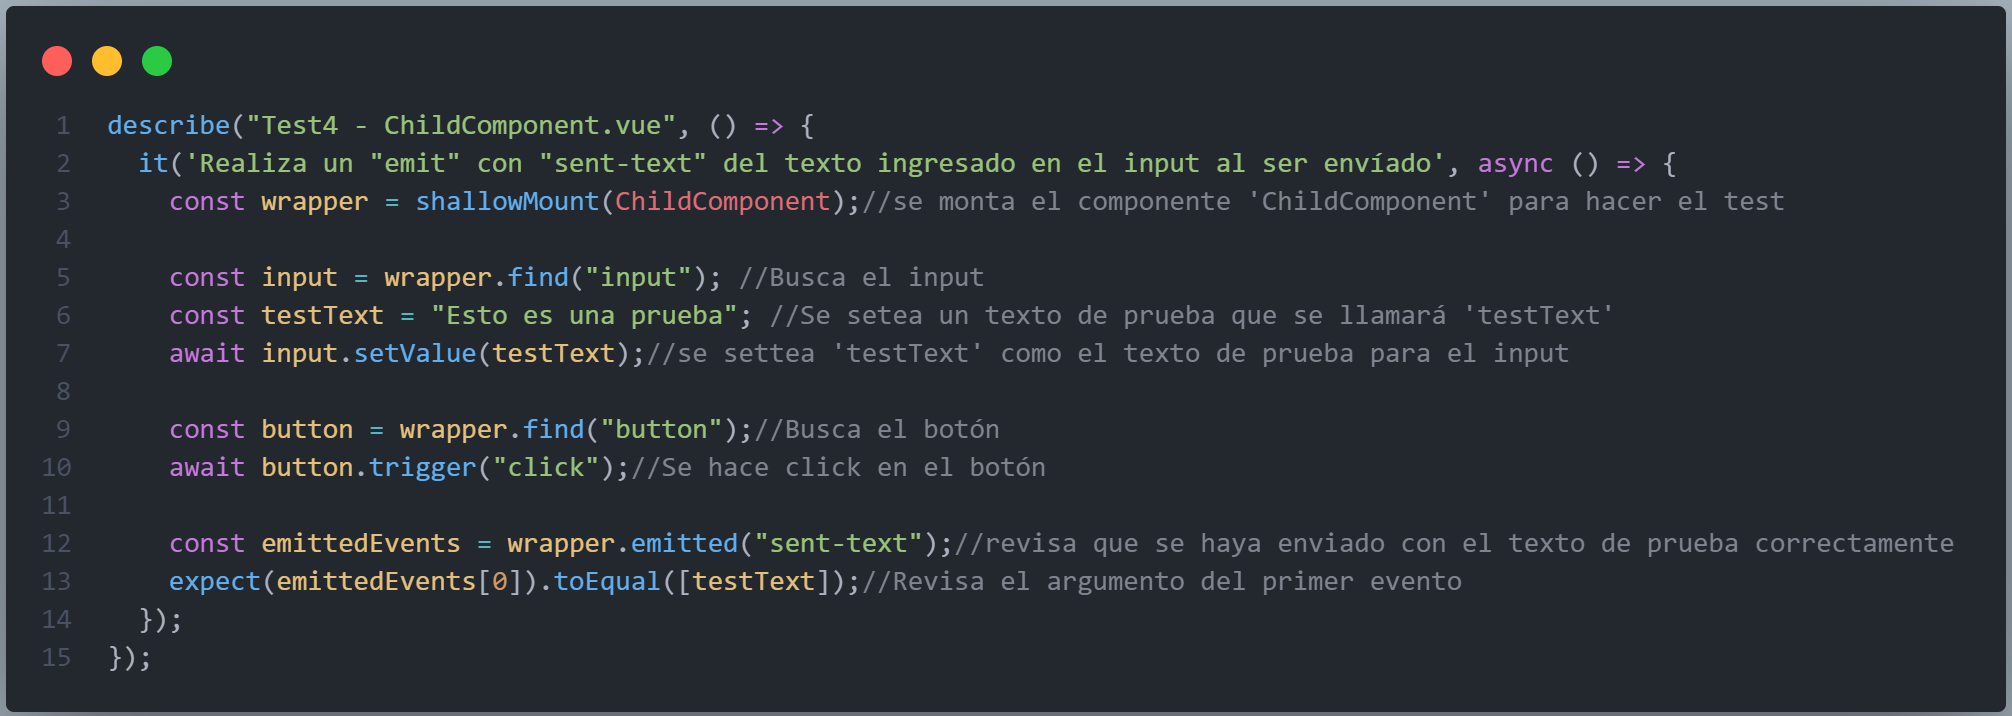 1 describe("Test4 - ChildComponent.vue", () => {
2 it('Realiza un "emit" con "sent-text" del texto ingresado en el input al ser envíado', async () => {
3 const wrapper = shallowMount(ChildComponent);//se monta el componente 'ChildComponent' para hacer el test
4
5 const input = wrapper.find("input"); //Busca el input
6 const testText = "Esto es una prueba"; //Se setea un texto de prueba que se llamará 'testText'
7 await input.setValue(testText);//se settea 'testText' como el texto de prueba para el input
8
9 const button = wrapper.find("button");//Busca el botón
10 await button.trigger("click");//Se hace click en el botón
11
12 const emittedEvents = wrapper.emitted("sent-text");//revisa que se haya enviado con el texto de prueba correctamente
13 expect(emittedEvents[0]).toEqual([testText]);//Revisa el argumento del primer evento
14 });
15 });